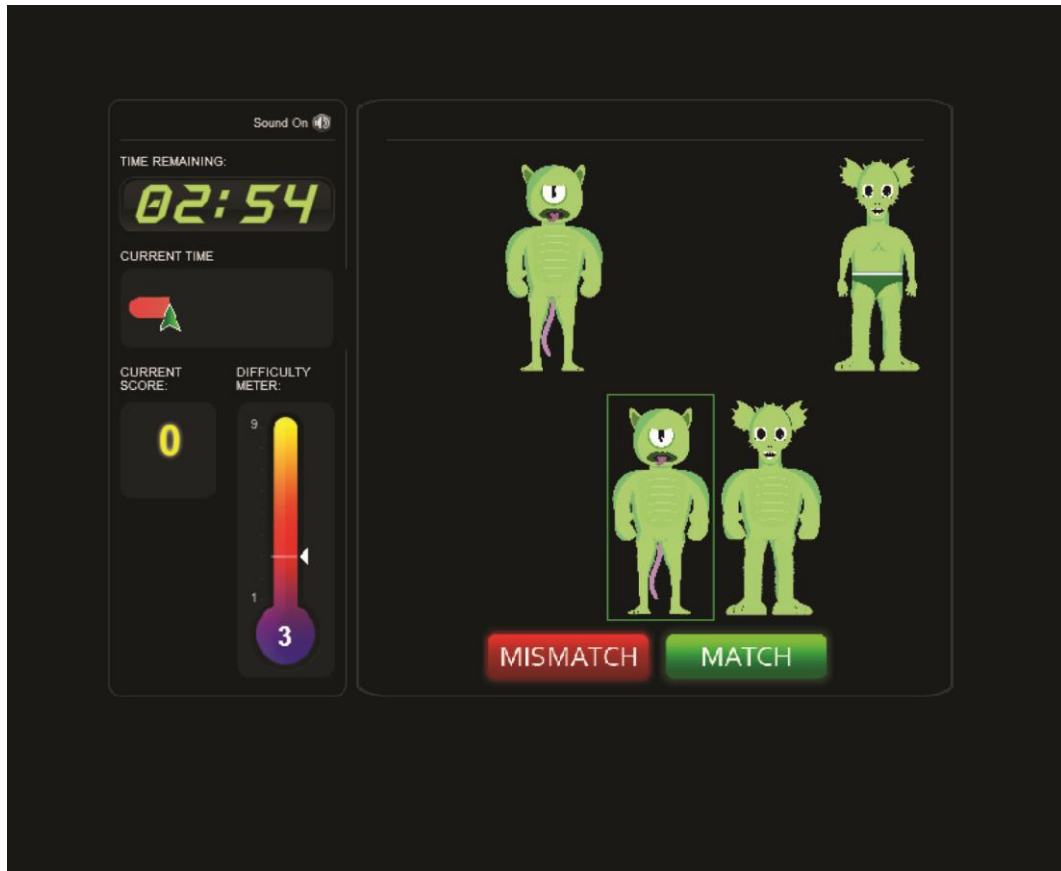 Sound On
TIME REMAINING:
02:54
CURRENT TIME
CURRENT
SCORE:
0
DIFFICULTY
METER:
9
1
3
MISMATCH
MATCH